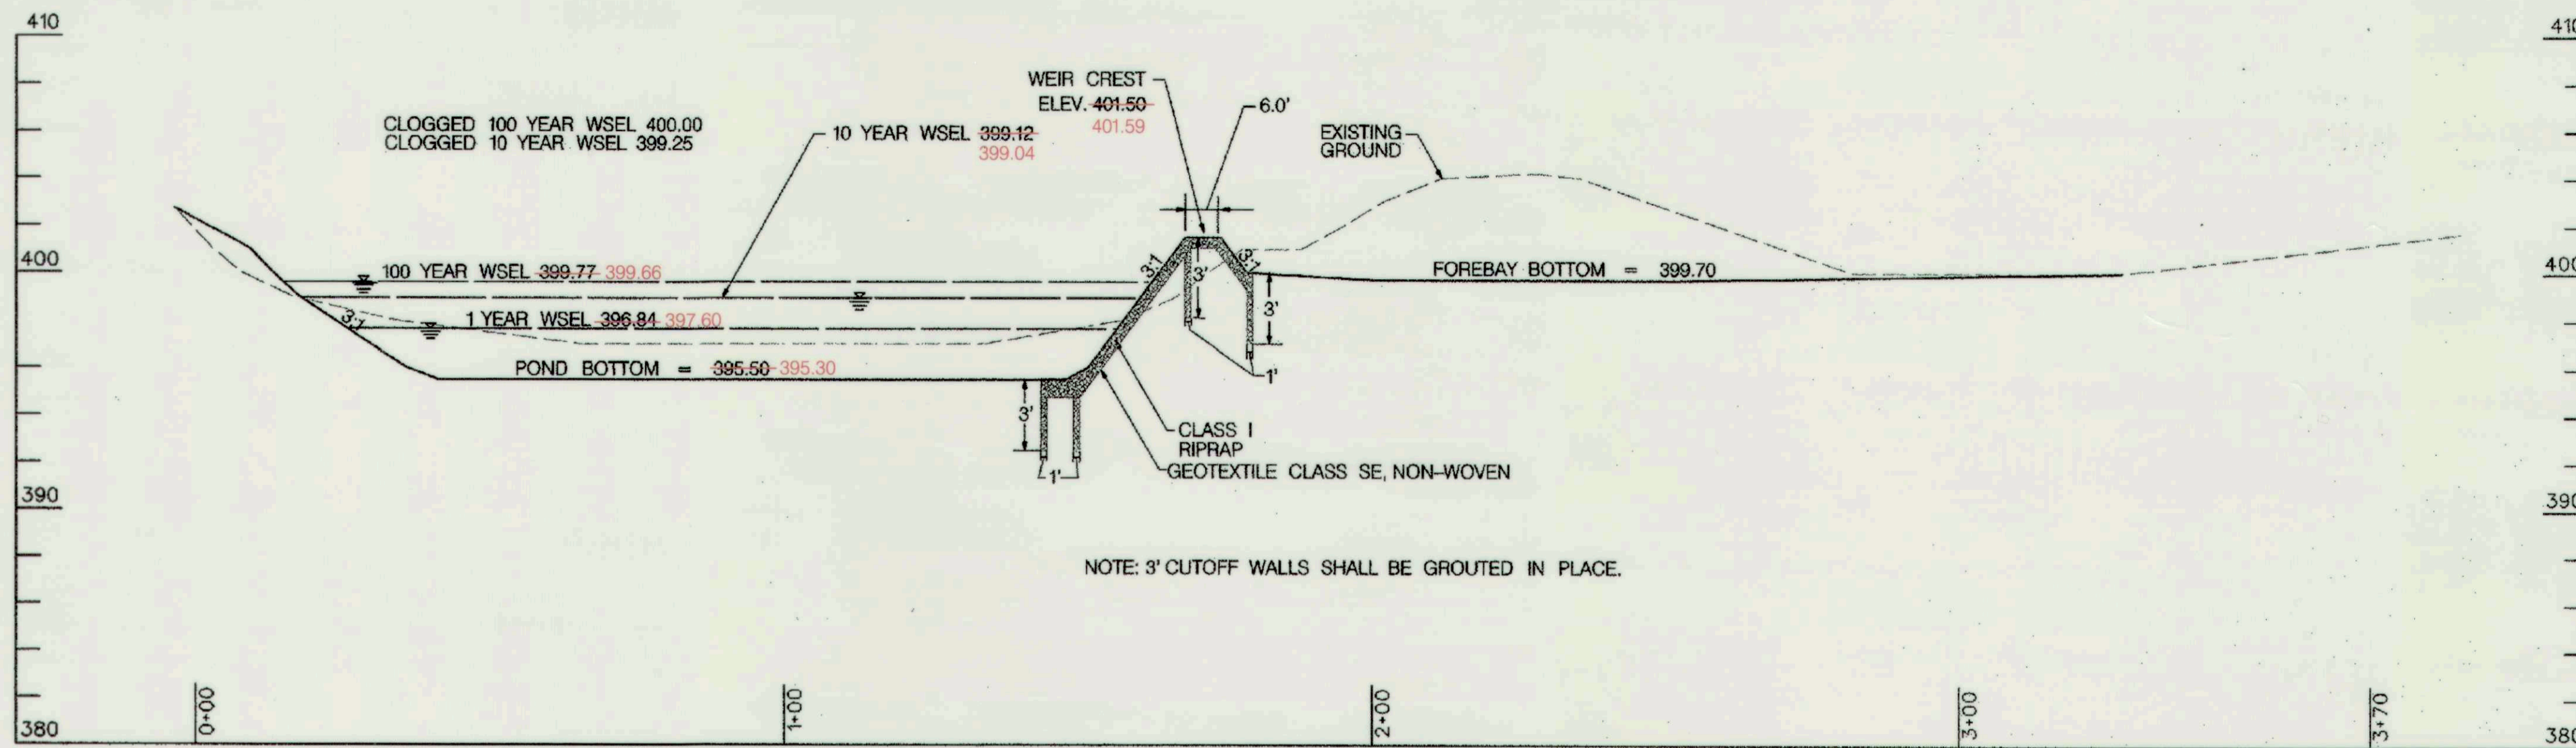 410
410
WEIR CREST
ELEV. 401.50
401.59
6.0'
CLOGGED 100 YEAR WSEL 400.00
CLOGGED 10 YEAR WSEL 399.25
10 YEAR WSEL 399.12
399.04
EXISTING
GROUND
400
400
100 YEAR WSEL 399.77 399.66
3:1
3'
3:1
FOREBAY BOTTOM = 399.70
3:1
1 YEAR WSEL 396.84 397.60
3'
POND BOTTOM = 395.50 395.30
1'
3'
CLASS I
RIPRAP
GEOTEXTILE CLASS SE, NON-WOVEN
1'
390
390
NOTE: 3' CUTOFF WALLS SHALL BE GROUTED IN PLACE.
0+00
1+00
2+00
3+00
3+70
380
380